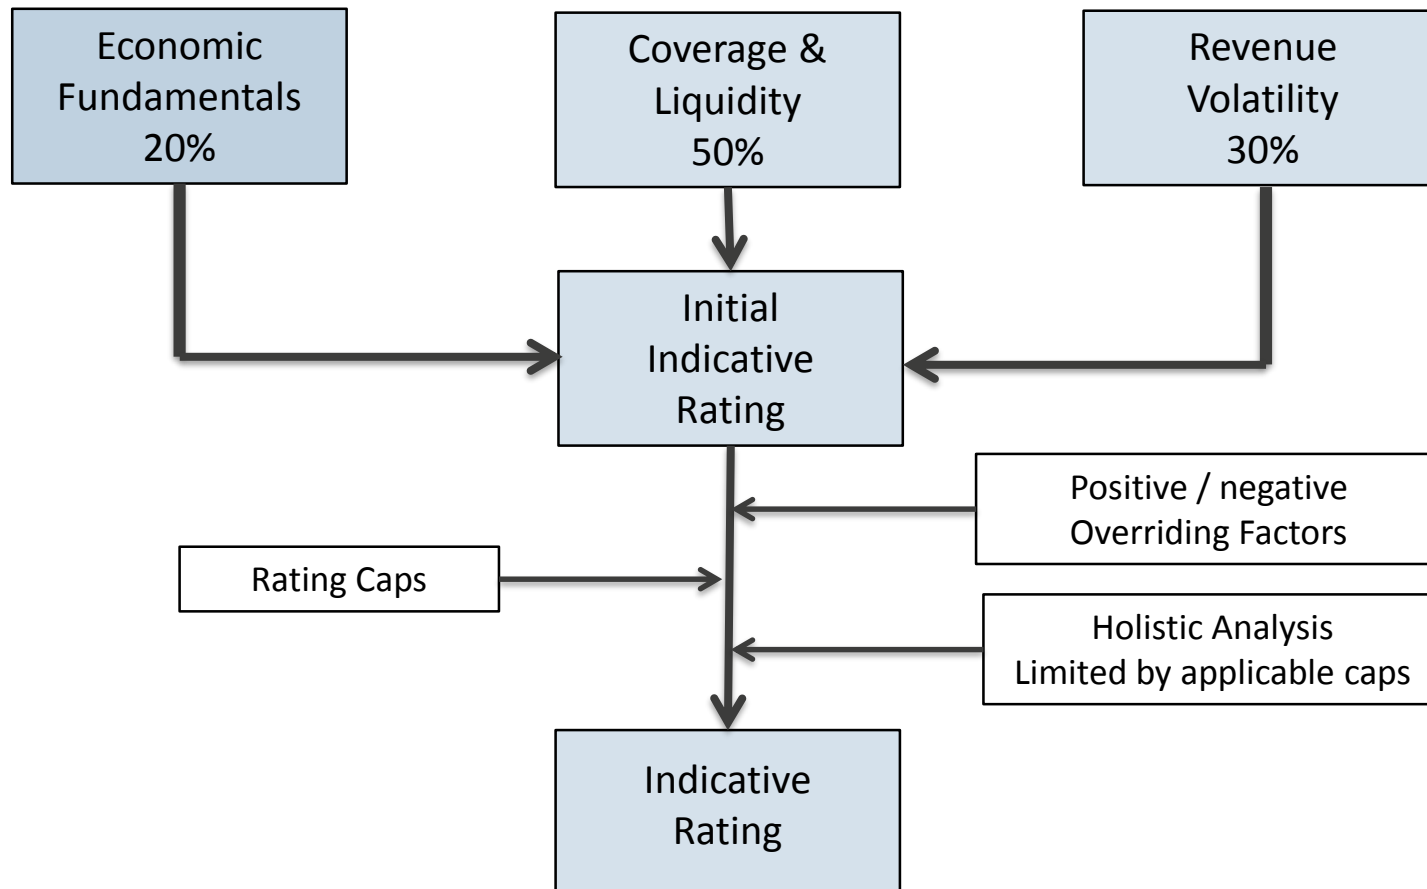 Economic
Fundamentals
20%
Coverage &
Liquidity
50%
Revenue
Volatility
30%
Initial
Indicative
Rating
Positive / negative
Overriding Factors
Rating Caps
Holistic Analysis
Limited by applicable caps
Indicative
Rating